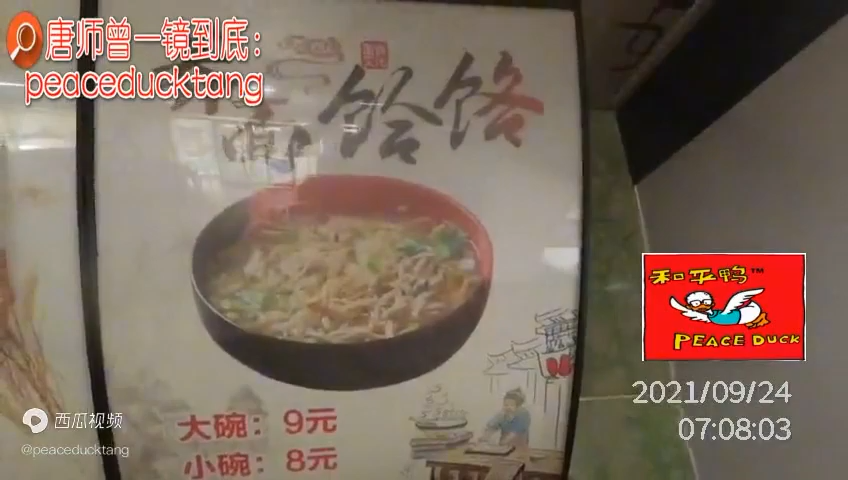 唐师曾一镜到底：
peaceducktang
饸饹
和平鸭™
PEACE DUCK
大碗：9元
小碗：8元
2021/09/24
07:08:03
西瓜视频
@peaceducktang